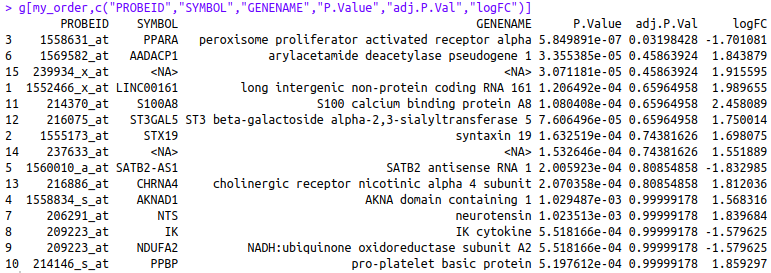 > g[my_order,c("PROBEID","SYMBOL","GENENAME","P.Value","adj.P.Val","logFC")]
PROBEID SYMBOL GENENAME P.Value adj.P.Val logFC
3 1558631_at PPARA peroxisome proliferator activated receptor alpha 5.849891e-07 0.03198428 -1.701081
6 1569582_at AADACP1 arylacetamide deacetylase pseudogene 1 3.355385e-05 0.45863924 1.843879
15 239934_x_at <NA> <NA> 3.071181e-05 0.45863924 1.915595
1 1552466_x_at LINC00161 long intergenic non-protein coding RNA 161 1.206492e-04 0.65964958 1.989655
11 214370_at S100A8 S100 calcium binding protein A8 1.080408e-04 0.65964958 2.458089
12 216075_at ST3GAL5 ST3 beta-galactoside alpha-2,3-sialyltransferase 5 7.606496e-05 0.65964958 1.750014
2 1555173_at STX19 syntaxin 19 1.632519e-04 0.74381626 1.698075
14 237633_at <NA> <NA> 1.532646e-04 0.74381626 1.551889
5 1560010_a_at SATB2-AS1 SATB2 antisense RNA 1 2.005923e-04 0.80854558 -1.832985
13 216886_at CHRNA4 cholinergic receptor nicotinic alpha 4 subunit 2.070358e-04 0.80854558 1.812036
4 1558834_s_at AKNAD1 AKNA domain containing 1 1.029487e-03 0.99999178 1.568316
7 206291_at NTS neurotensin 1.023513e-03 0.99999178 1.839684
8 209223_at IK IK cytokine 5.518166e-04 0.99999178 -1.579625
9 209223_at NDUFA2 NADH:ubiquinone oxidoreductase subunit A2 5.518166e-04 0.99999178 -1.579625
10 214146_s_at PPBP pro-platelet basic protein 5.197612e-04 0.99999178 1.859297